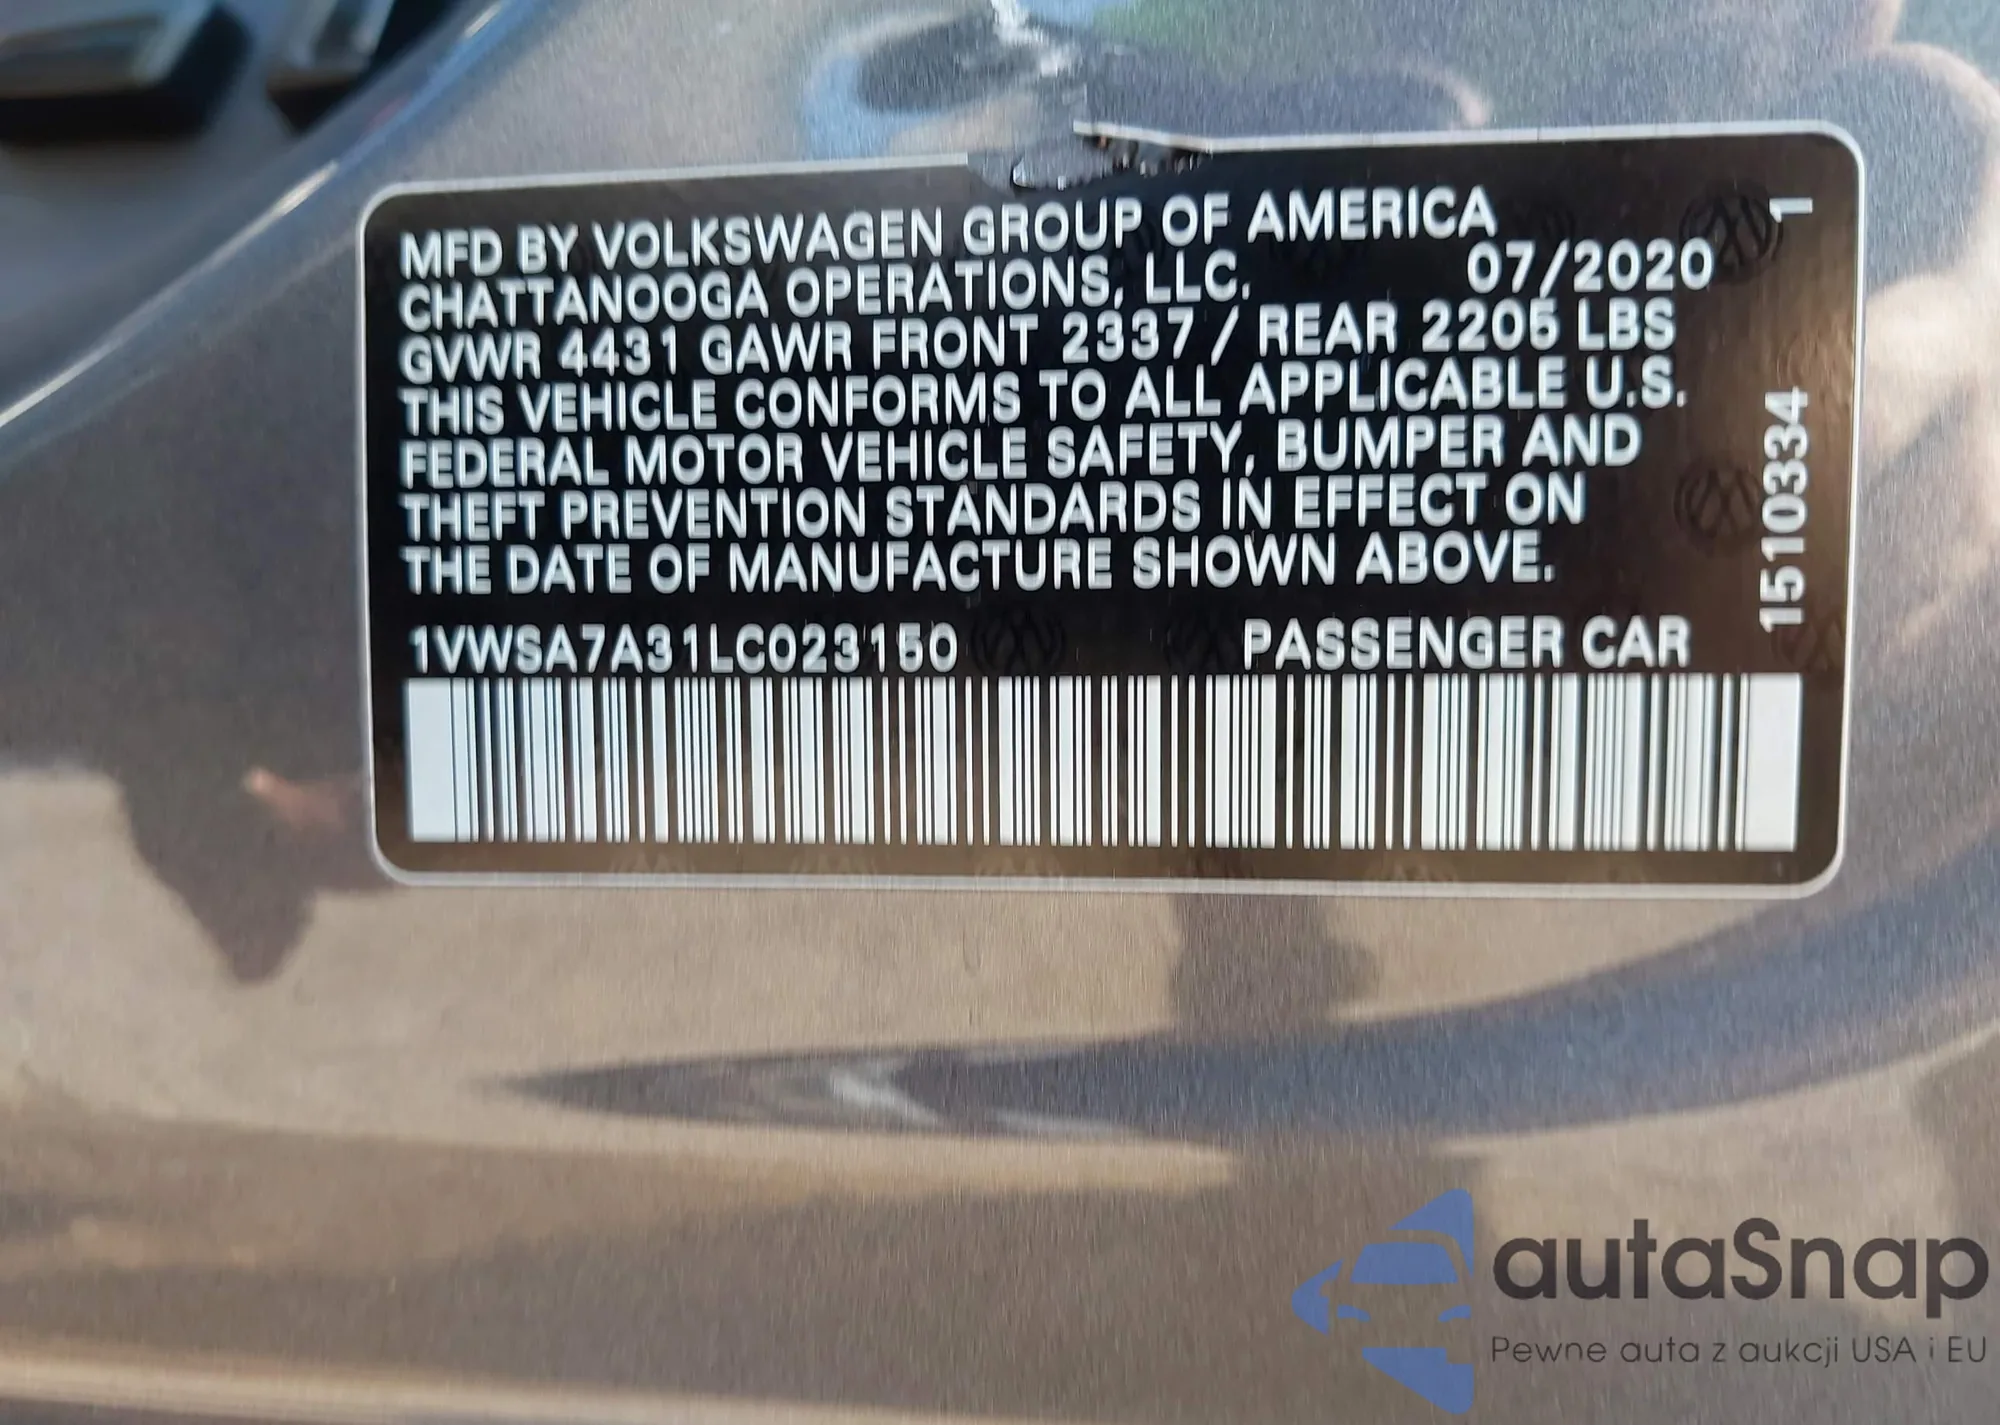 MFD BY VOLKSWAGEN GROUP OF AMERICA
CHATTANOOGA OPERATIONS, LLC. 07/2020
GVWR 4431 GAWR FRONT 2337 / REAR 2205 LBS
THIS VEHICLE CONFORMS TO ALL APPLICABLE U.S.
FEDERAL MOTOR VEHICLE SAFETY, BUMPER AND
THEFT PREVENTION STANDARDS IN EFFECT ON
THE DATE OF MANUFACTURE SHOWN ABOVE.
1VWSA7A31LC023150 PASSENGER CAR
1510334 1
autaSnap
Pewne auta z aukcji USA i EU